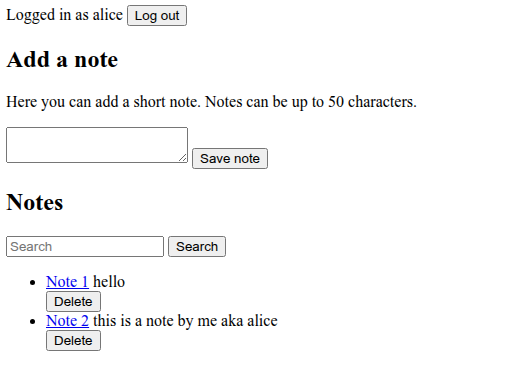 Logged in as alice Log out
Add a note
Here you can add a short note. Notes can be up to 50 characters.
Save note
Notes
Search Search
Note 1 hello
Delete
Note 2 this is a note by me aka alice
Delete